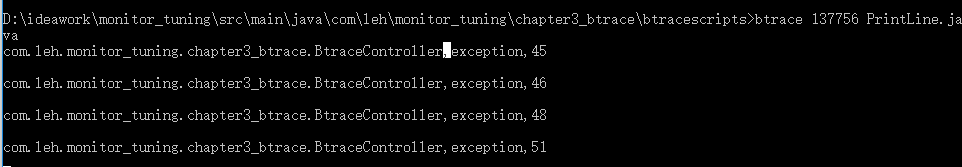 D:\ideawork\monitor_tuning\src\main\java\com\leh\monitor_tuning\chapter3_btrace\btracescripts>btrace 137756 PrintLine.ja
va
com.leh.monitor_tuning.chapter3_btrace.BtraceController,exception,45
com.leh.monitor_tuning.chapter3_btrace.BtraceController,exception,46
com.leh.monitor_tuning.chapter3_btrace.BtraceController,exception,48
com.leh.monitor_tuning.chapter3_btrace.BtraceController,exception,51